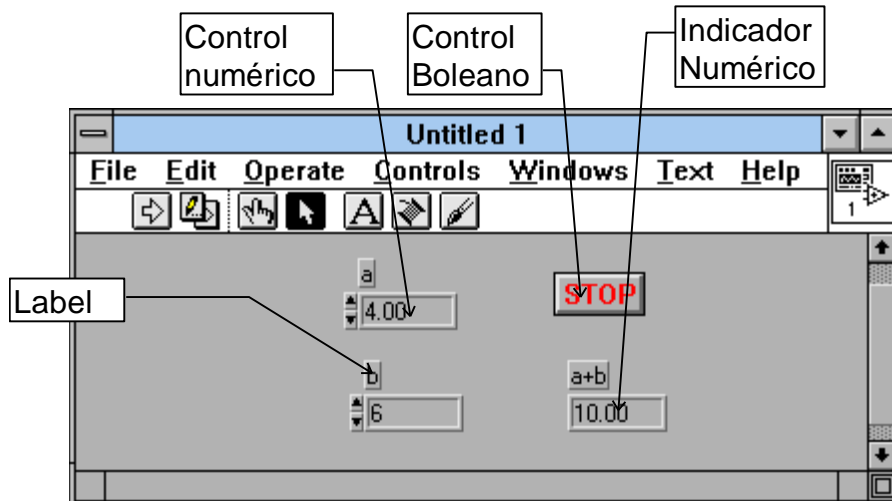 Control
numérico
Control
Boleano
Indicador
Numérico
Untitled 1
File Edit Operate Controls Windows Text Help
A
1
a
4.00
STOP
Label
b
6
a+b
10.00